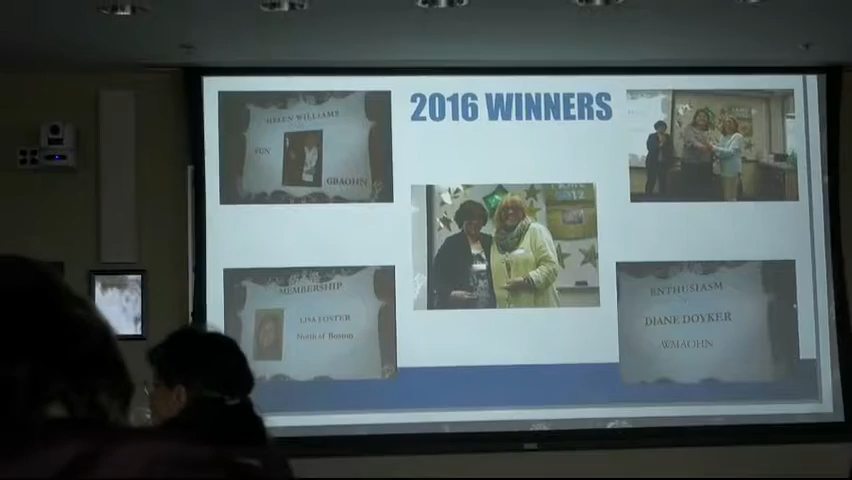 2016 WINNERS
HELEN WILLIAMS
FUN
GBAOHN
MEMBERSHIP
LISA FOSTER
North of Boston
ENTHUSIASM
DIANE DOYKER
WMAOHN